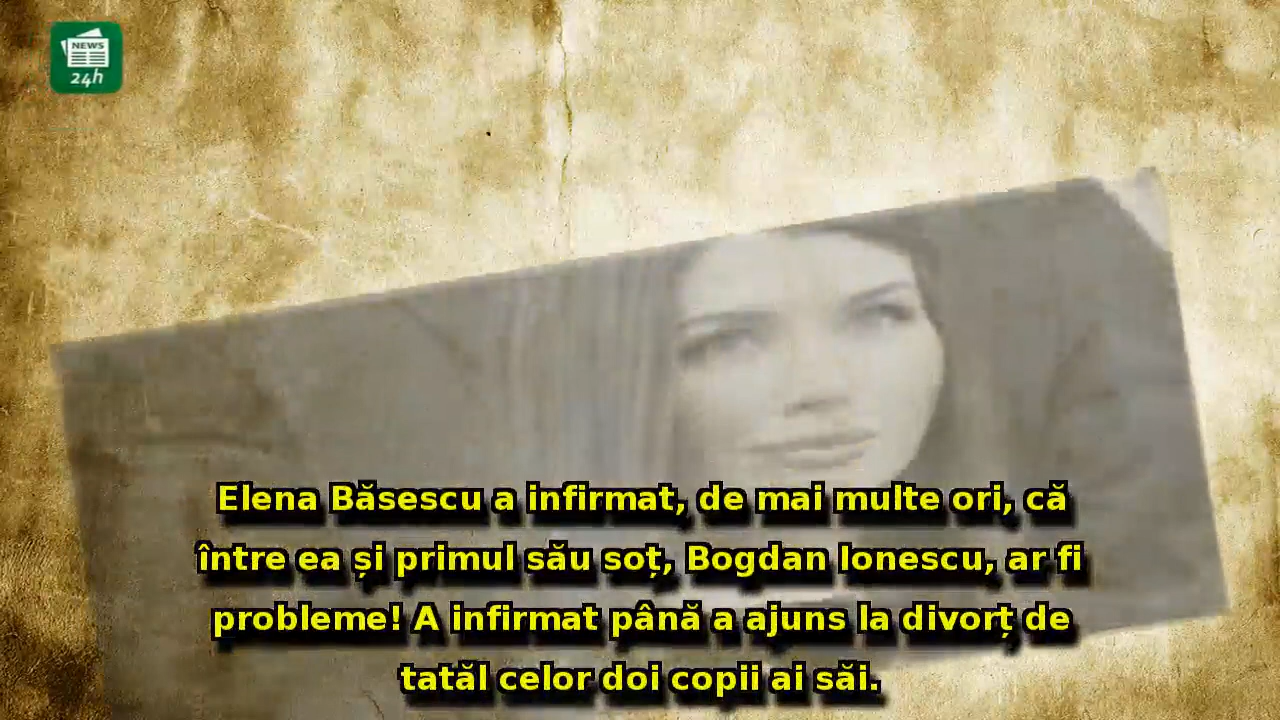 NEWS
24h
Elena Băsescu a infirmat, de mai multe ori, că
între ea și primul său soț, Bogdan Ionescu, ar fi
probleme! A infirmat până a ajuns la divorț de
tatăl celor doi copii ai săi.